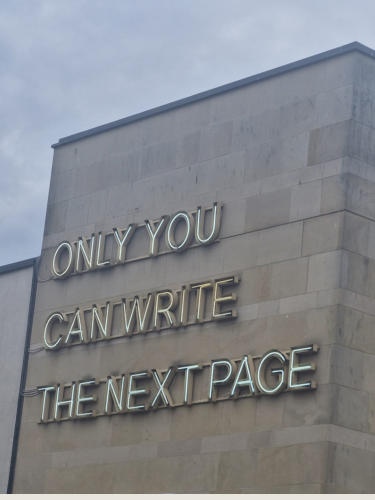 ONLY YOU
CAN WRITE
THE NEXT PAGE